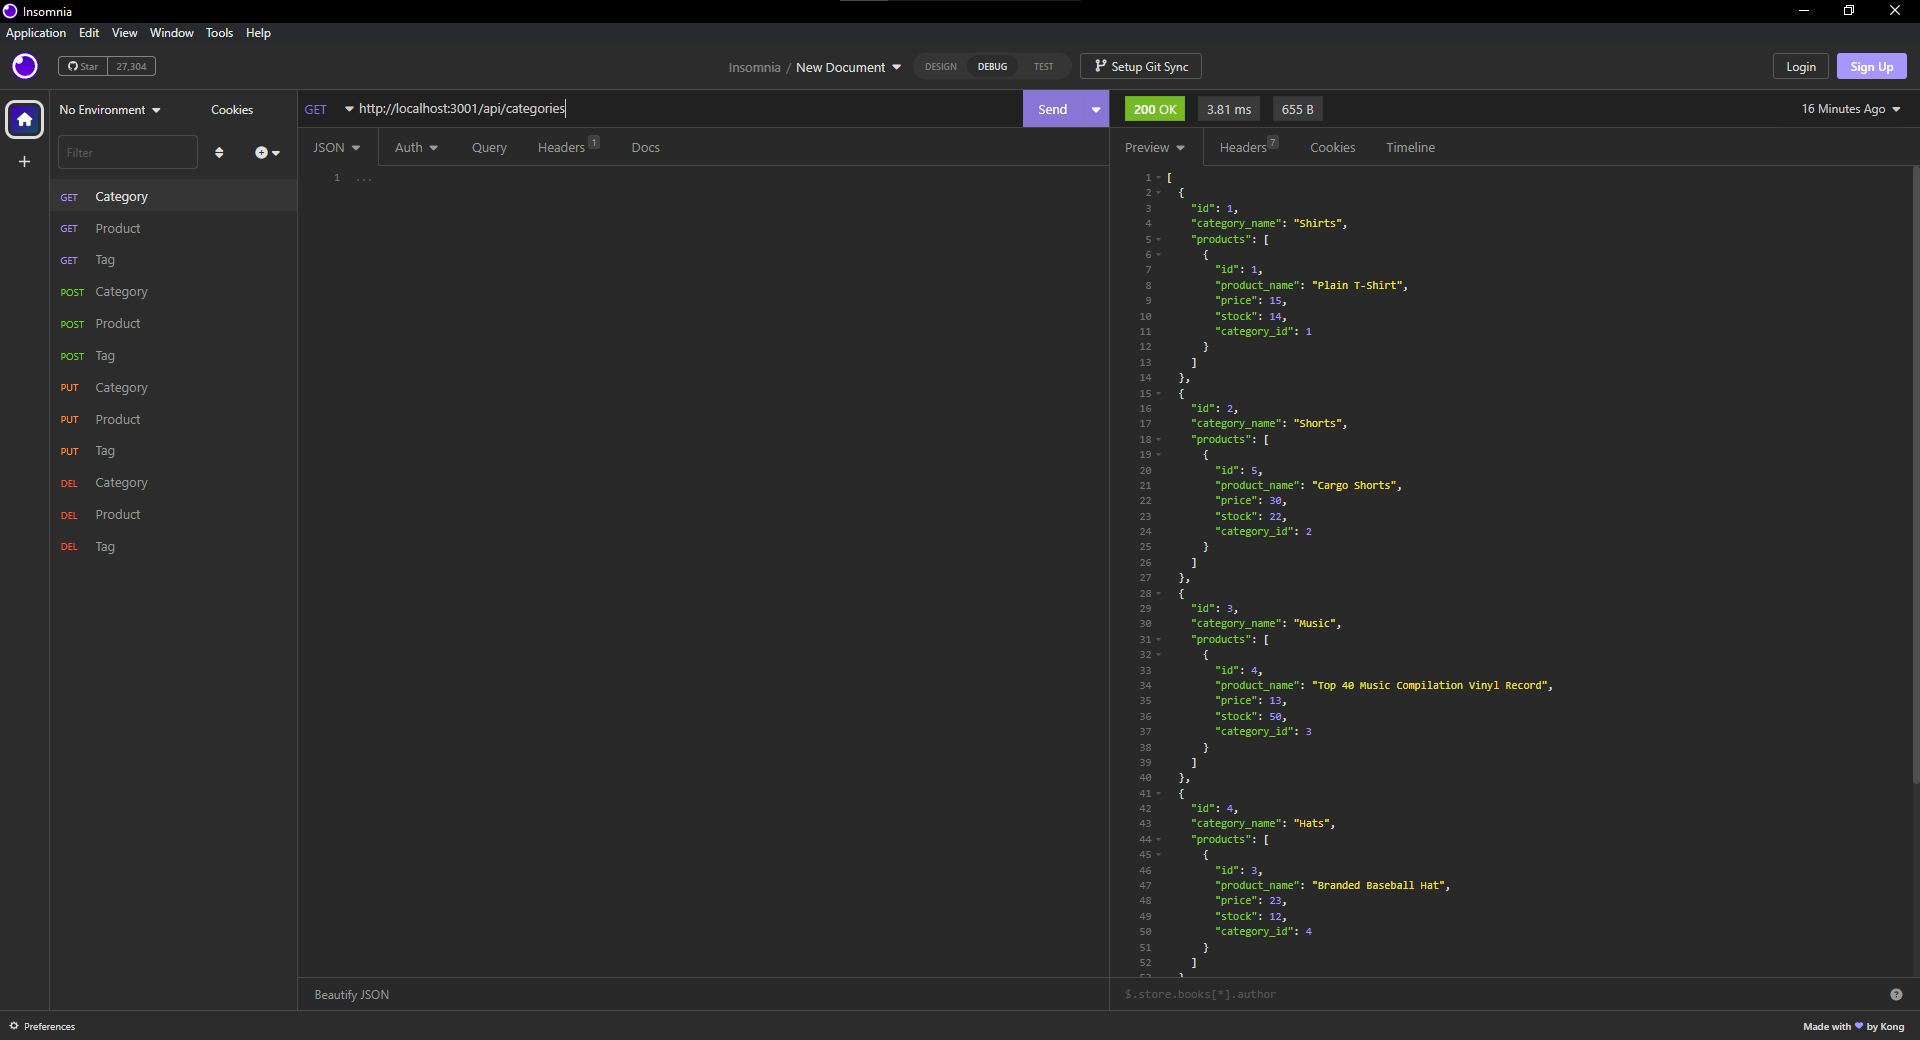 Insomnia
Application Edit View Window Tools Help
Star 27,304
Insomnia / New Document
DESIGN DEBUG TEST
Setup Git Sync
Login Sign Up
No Environment
Cookies
Filter
GET Category
GET Product
GET Tag
POST Category
POST Product
POST Tag
PUT Category
PUT Product
PUT Tag
DEL Category
DEL Product
DEL Tag
GET http://localhost:3001/api/categories
Send
JSON Auth Query Headers 1 Docs
1 ...
Beautify JSON
200 OK 3.81 ms 655 B
16 Minutes Ago
Preview Headers 7 Cookies Timeline
1 [
2 {
3 "id": 1,
4 "category_name": "Shirts",
5 "products": [
6 {
7 "id": 1,
8 "product_name": "Plain T-Shirt",
9 "price": 15,
10 "stock": 14,
11 "category_id": 1
12 }
13 ]
14 },
15 {
16 "id": 2,
17 "category_name": "Shorts",
18 "products": [
19 {
20 "id": 5,
21 "product_name": "Cargo Shorts",
22 "price": 30,
23 "stock": 22,
24 "category_id": 2
25 }
26 ]
27 },
28 {
29 "id": 3,
30 "category_name": "Music",
31 "products": [
32 {
33 "id": 4,
34 "product_name": "Top 40 Music Compilation Vinyl Record",
35 "price": 13,
36 "stock": 50,
37 "category_id": 3
38 }
39 ]
40 },
41 {
42 "id": 4,
43 "category_name": "Hats",
44 "products": [
45 {
46 "id": 3,
47 "product_name": "Branded Baseball Hat",
48 "price": 23,
49 "stock": 12,
50 "category_id": 4
51 }
52 ]
$.store.books[*].author
Preferences
Made with ♥ by Kong